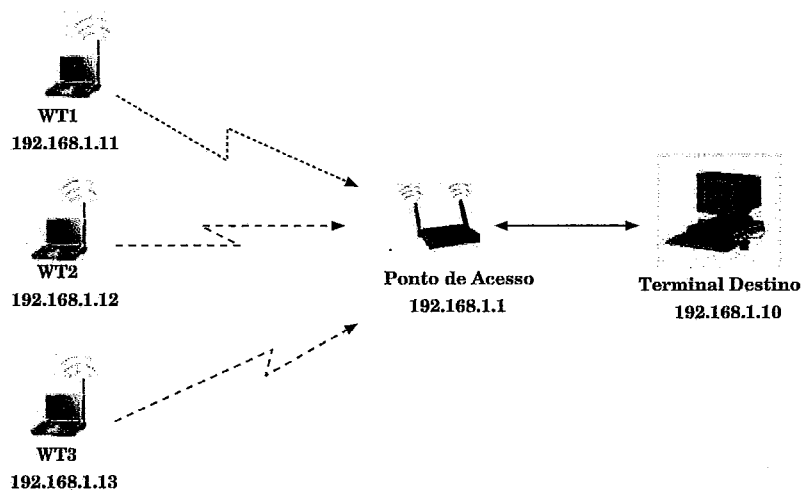 WT1
192.168.1.11
WT2
192.168.1.12
WT3
192.168.1.13
Ponto de Acesso
192.168.1.1
Terminal Destino
192.168.1.10